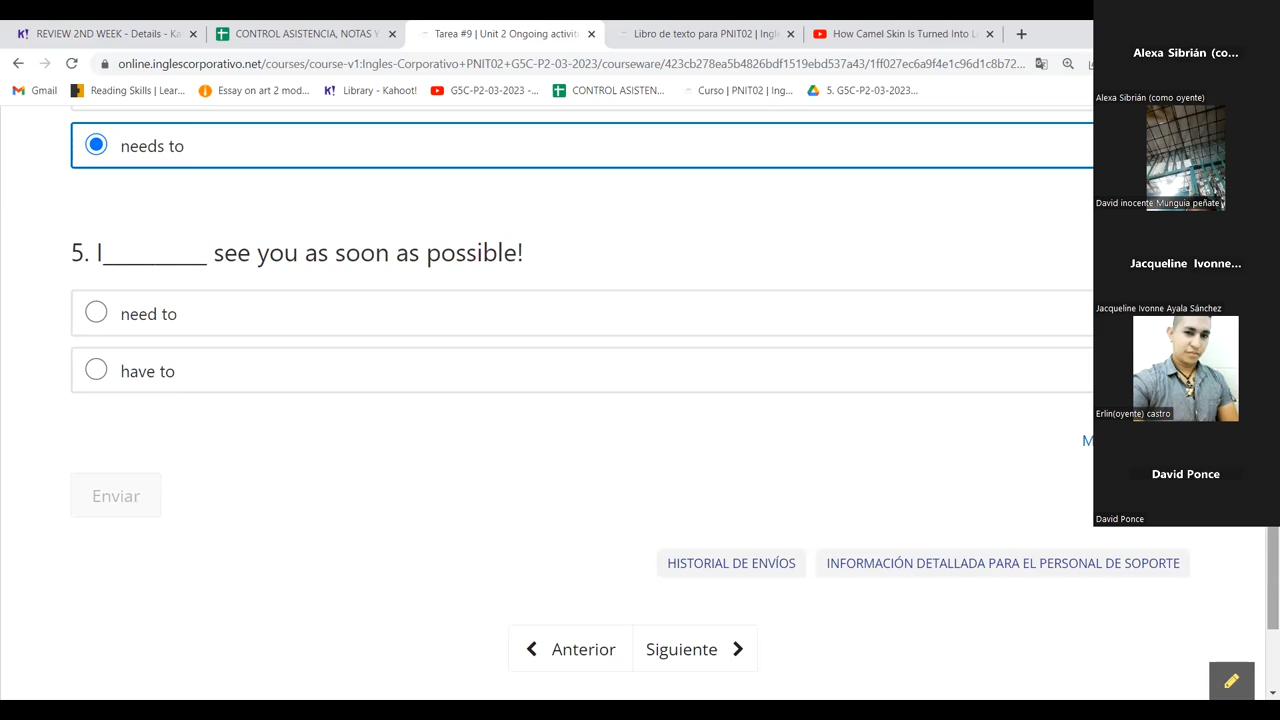 REVIEW 2ND WEEK - Details - Ka
CONTROL ASISTENCIA, NOTAS Y
Tarea #9 | Unit 2 Ongoing activiti
Libro de texto para PNIT02 | Ingl
How Camel Skin Is Turned Into L
online.inglescorporativo.net/courses/course-v1:Ingles-Corporativo+PNIT02+G5C-P2-03-2023/courseware/423cb278ea5b4826bdf1519ebd537a43/1ff027ec6a9f4e1c96d1c8b72...
Gmail
Reading Skills | Lear...
Essay on art 2 mod...
Library - Kahoot!
G5C-P2-03-2023 -...
CONTROL ASISTEN...
Curso | PNIT02 | Ing...
5. G5C-P2-03-2023...
needs to
5. I_________ see you as soon as possible!
need to
have to
M
Enviar
HISTORIAL DE ENVÍOS
INFORMACIÓN DETALLADA PARA EL PERSONAL DE SOPORTE
Anterior
Siguiente
Alexa Sibrián (co...
Alexa Sibrián (como oyente)
David inocente Munguia peñate
Jacqueline Ivonne...
Jacqueline Ivonne Ayala Sánchez
Erlin(oyente) castro
David Ponce
David Ponce